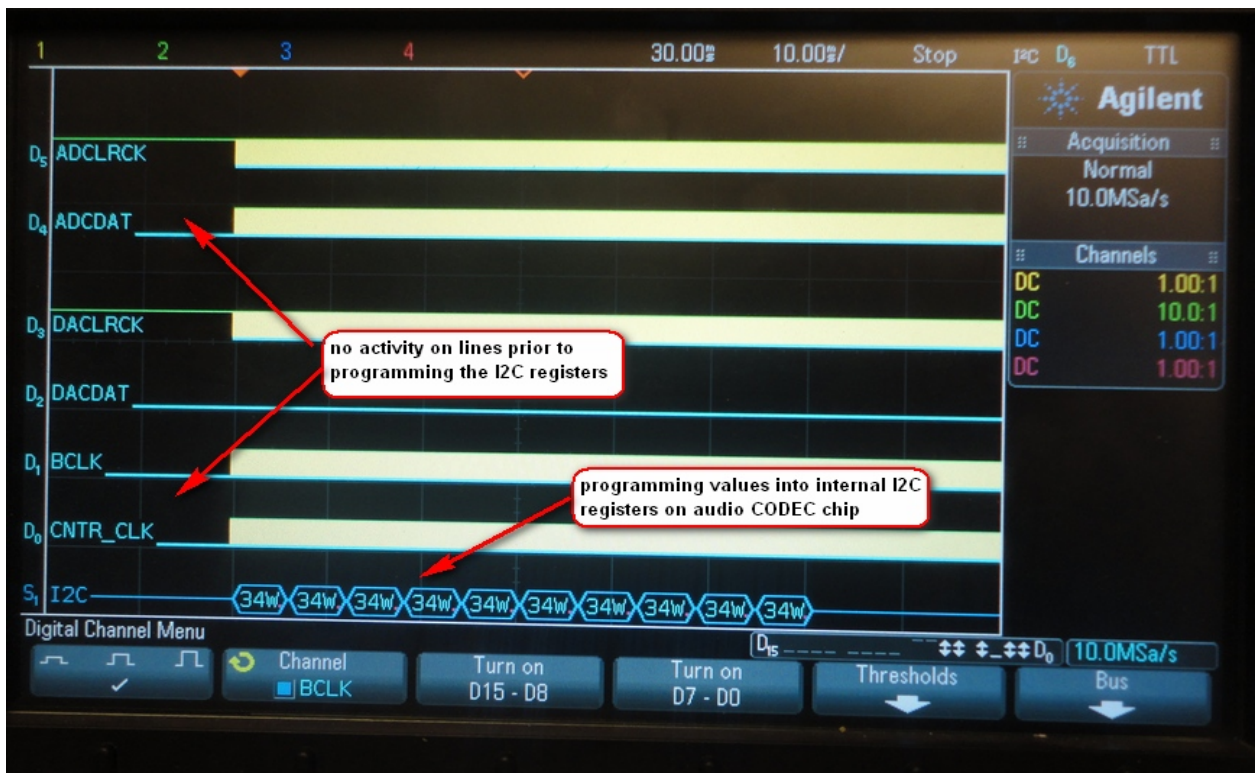 1 2 3 4 30.00ms 10.00ms/ Stop I²C D6 TTL
Agilent
Acquisition
Normal
10.0MSa/s
Channels
DC 1.00:1
DC 10.0:1
DC 1.00:1
DC 1.00:1
D5 ADCLRCK
D4 ADCDAT
D3 DACLRCK
no activity on lines prior to
programming the I2C registers
D2 DACDAT
D1 BCLK
programming values into internal I2C
registers on audio CODEC chip
D0 CNTR_CLK
S1 I2C 34W 34W 34W 34W 34W 34W 34W 34W 34W 34W
Digital Channel Menu
D15 D0 10.0MSa/s
Channel
BCLK
Turn on
D15 - D8
Turn on
D7 - D0
Thresholds
Bus